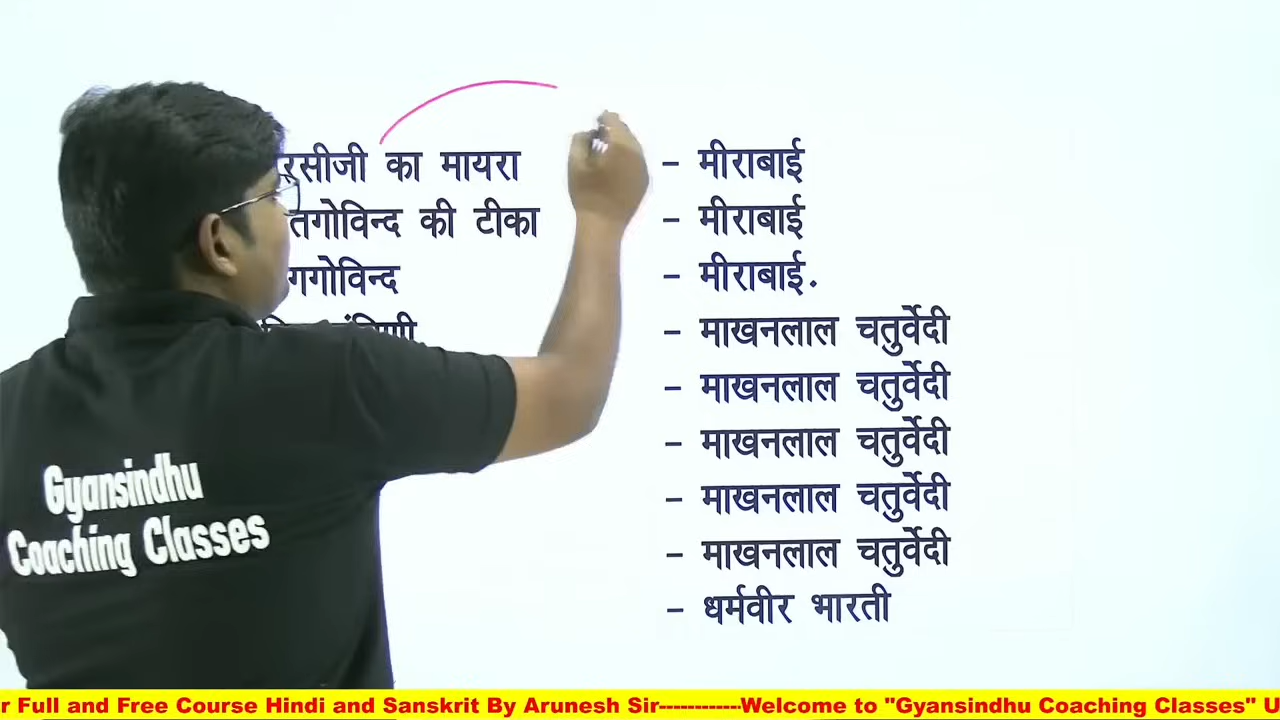 रसीजी का मायरा - मीराबाई
तगोविन्द की टीका - मीराबाई
गगोविन्द - मीराबाई.
- माखनलाल चतुर्वेदी
- माखनलाल चतुर्वेदी
- माखनलाल चतुर्वेदी
- माखनलाल चतुर्वेदी
- माखनलाल चतुर्वेदी
- धर्मवीर भारती
Gyansindhu
Coaching Classes
r Full and Free Course Hindi and Sanskrit By Arunesh Sir-----------Welcome to "Gyansindhu Coaching Classes" U